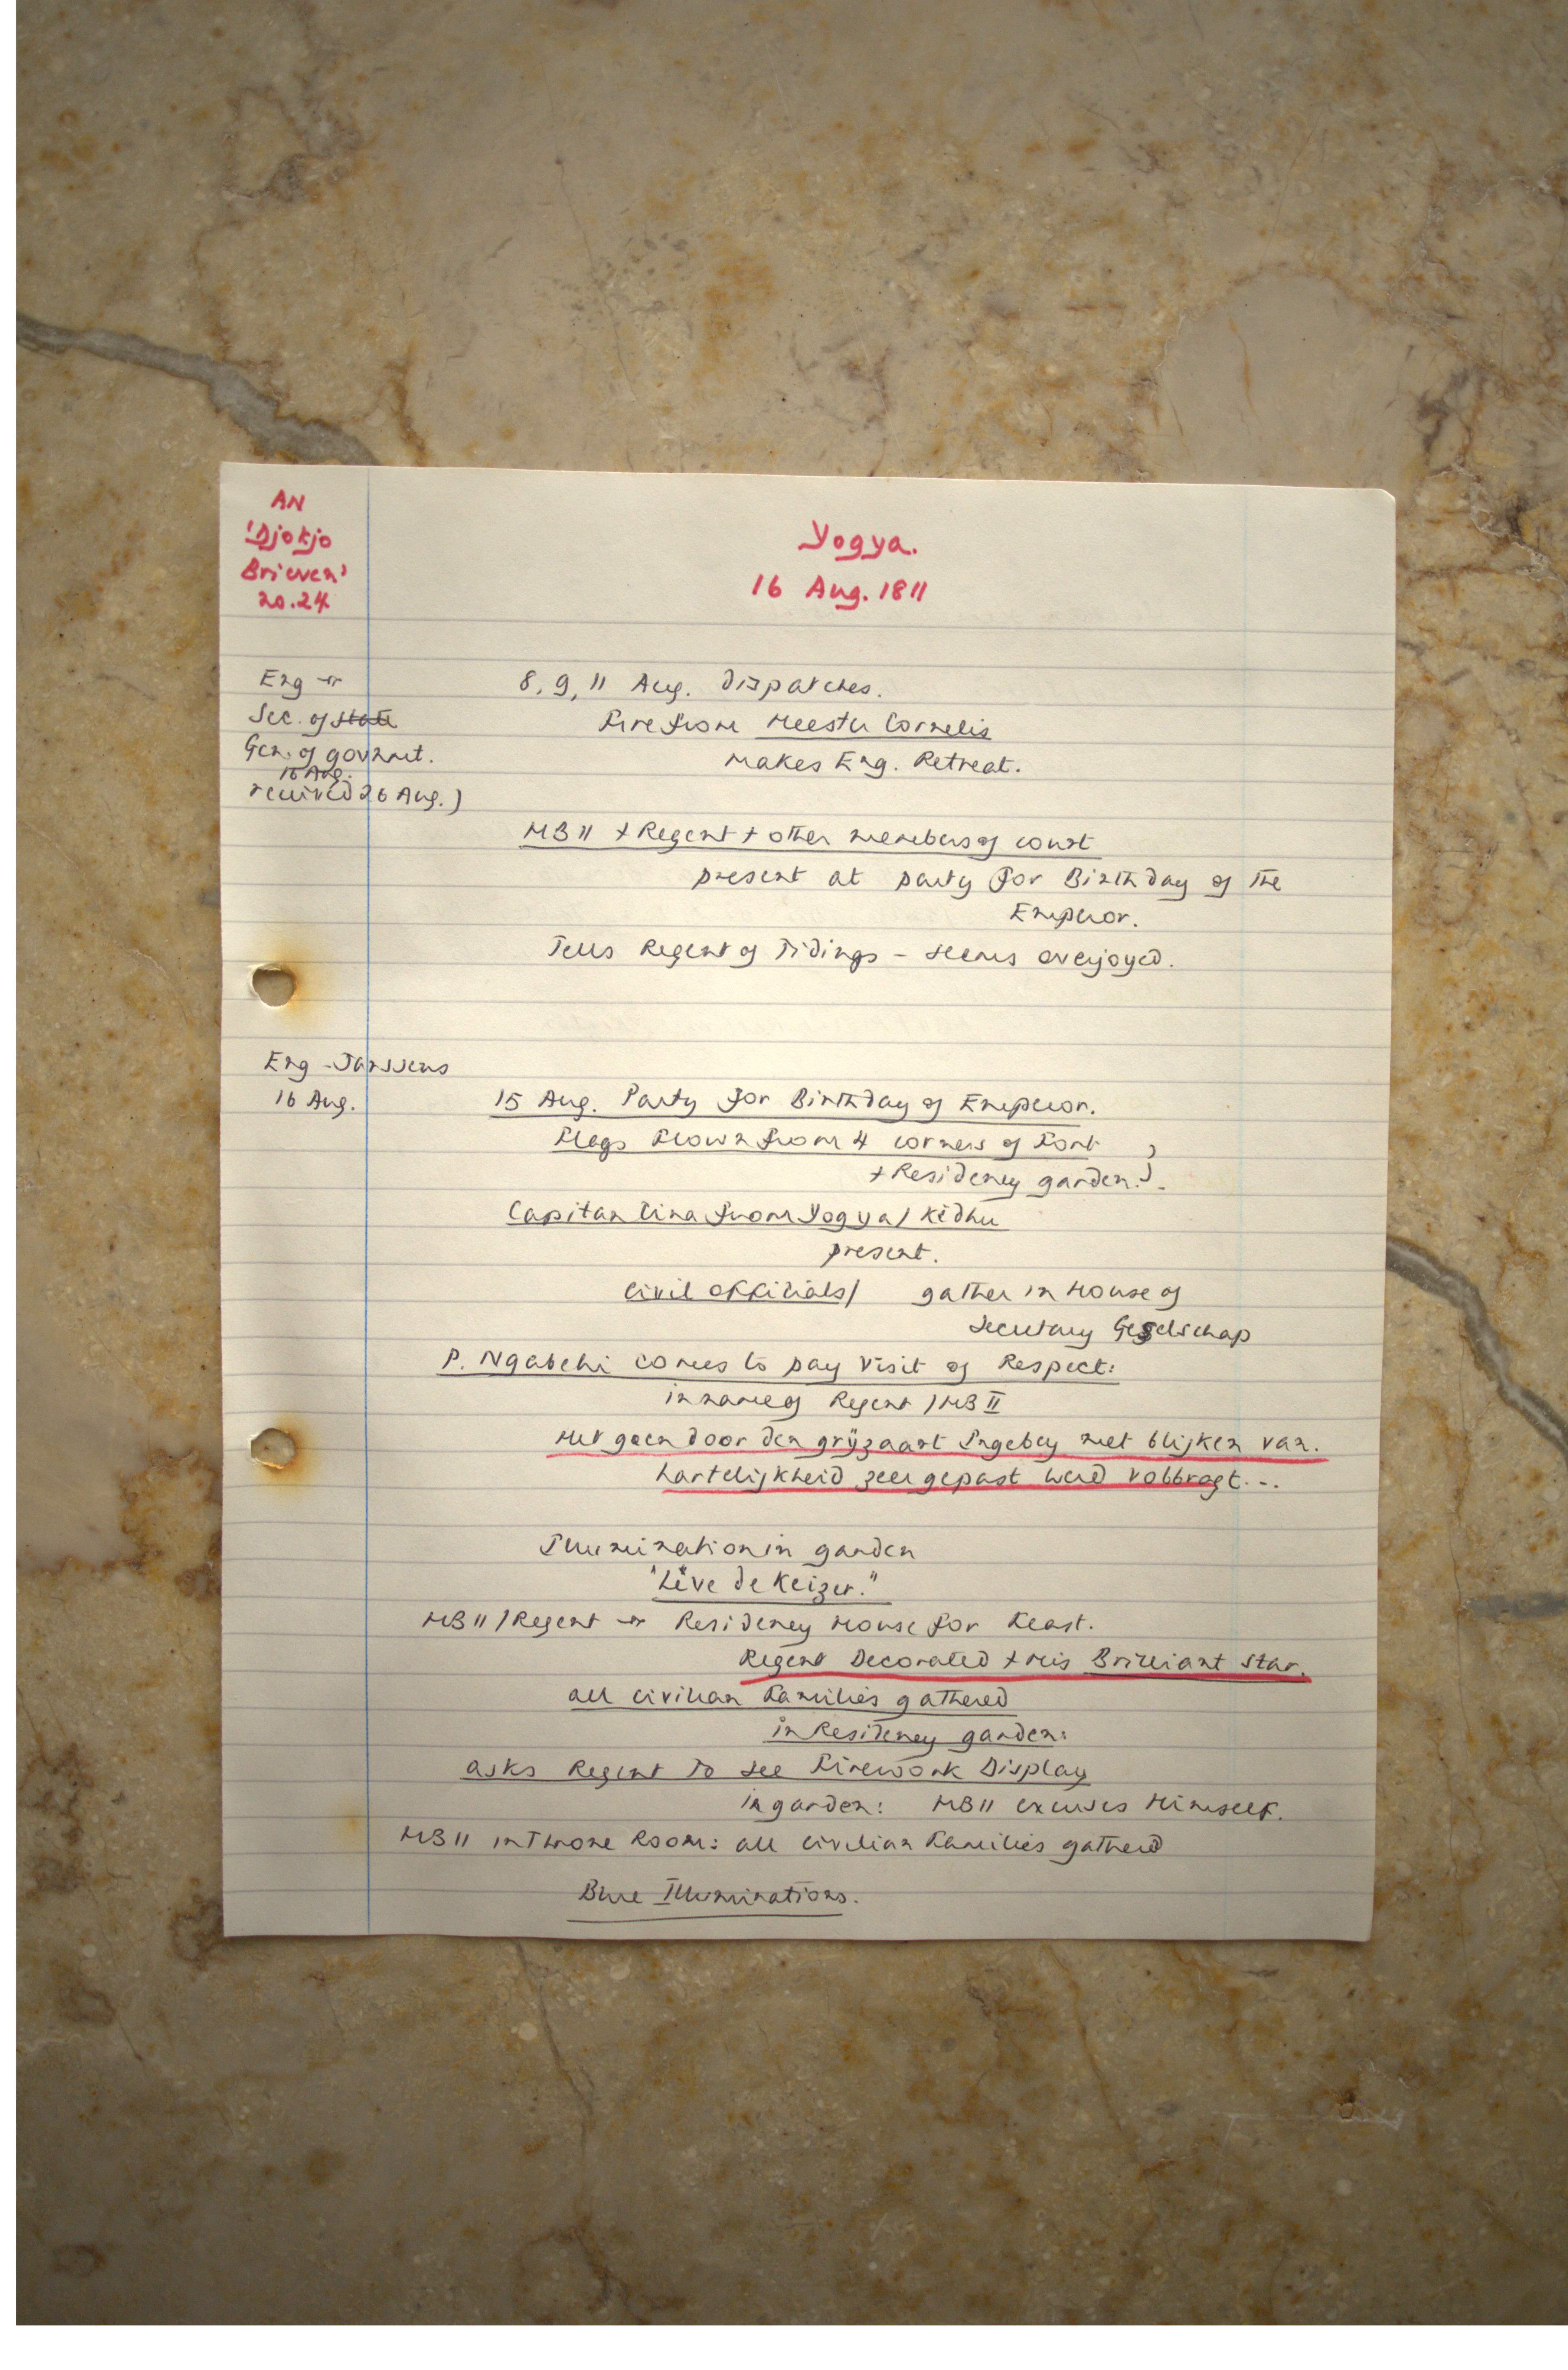 AN
'Djokjo
Brieven'
20.24
Yogya.
16 Aug. 1811
Eng →
Sec. of state
Gen. of govnmt.
15 Aug.
received 26 Aug.)
8, 9, 11 Aug. Dispatches.
Fire from Meester Cornelis
makes Eng. Retreat.
MB II + Regent + other members of court
present at party for Birthday of the
Emperor.
Tells Regent of Tidings - seems overjoyed.
Eng - Janssens
16 Aug.
15 Aug. Party for Birthday of Emperor.
Flags Flown from 4 corners of Fort
+ Residency garden.
Capitan Cina from Yogya / Kedhu
present.
Civil officials / gather in House of
Secretary Geselschap
P. Ngabehi comes to pay Visit of Respect:
in name of Regent / MB II
Het geen door den grÿzaart Ingebey met blijken van.
hartelijkheid zeer gepast werd volbragt...
Illumination in garden
"Leve de Keizer."
MB II / Regent → Residency House for Feast.
Regent Decorated + his Brilliant Star.
all civilian Families gathered
in Residency garden:
asks Regent to see Firework Display
in garden: MB II excuses Himself.
MB II in Throne Room: all civilian Families gatherd
Blue Illuminations.